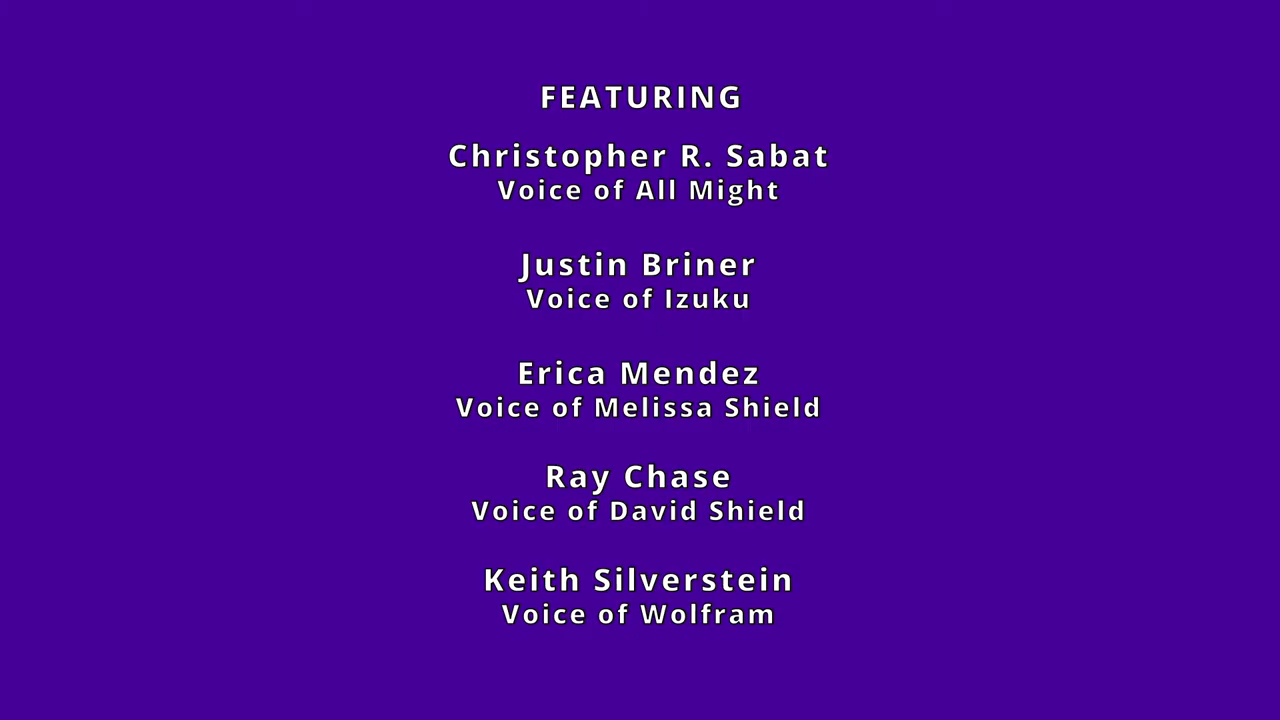 FEATURING
Christopher R. Sabat
Voice of All Might
Justin Briner
Voice of Izuku
Erica Mendez
Voice of Melissa Shield
Ray Chase
Voice of David Shield
Keith Silverstein
Voice of Wolfram